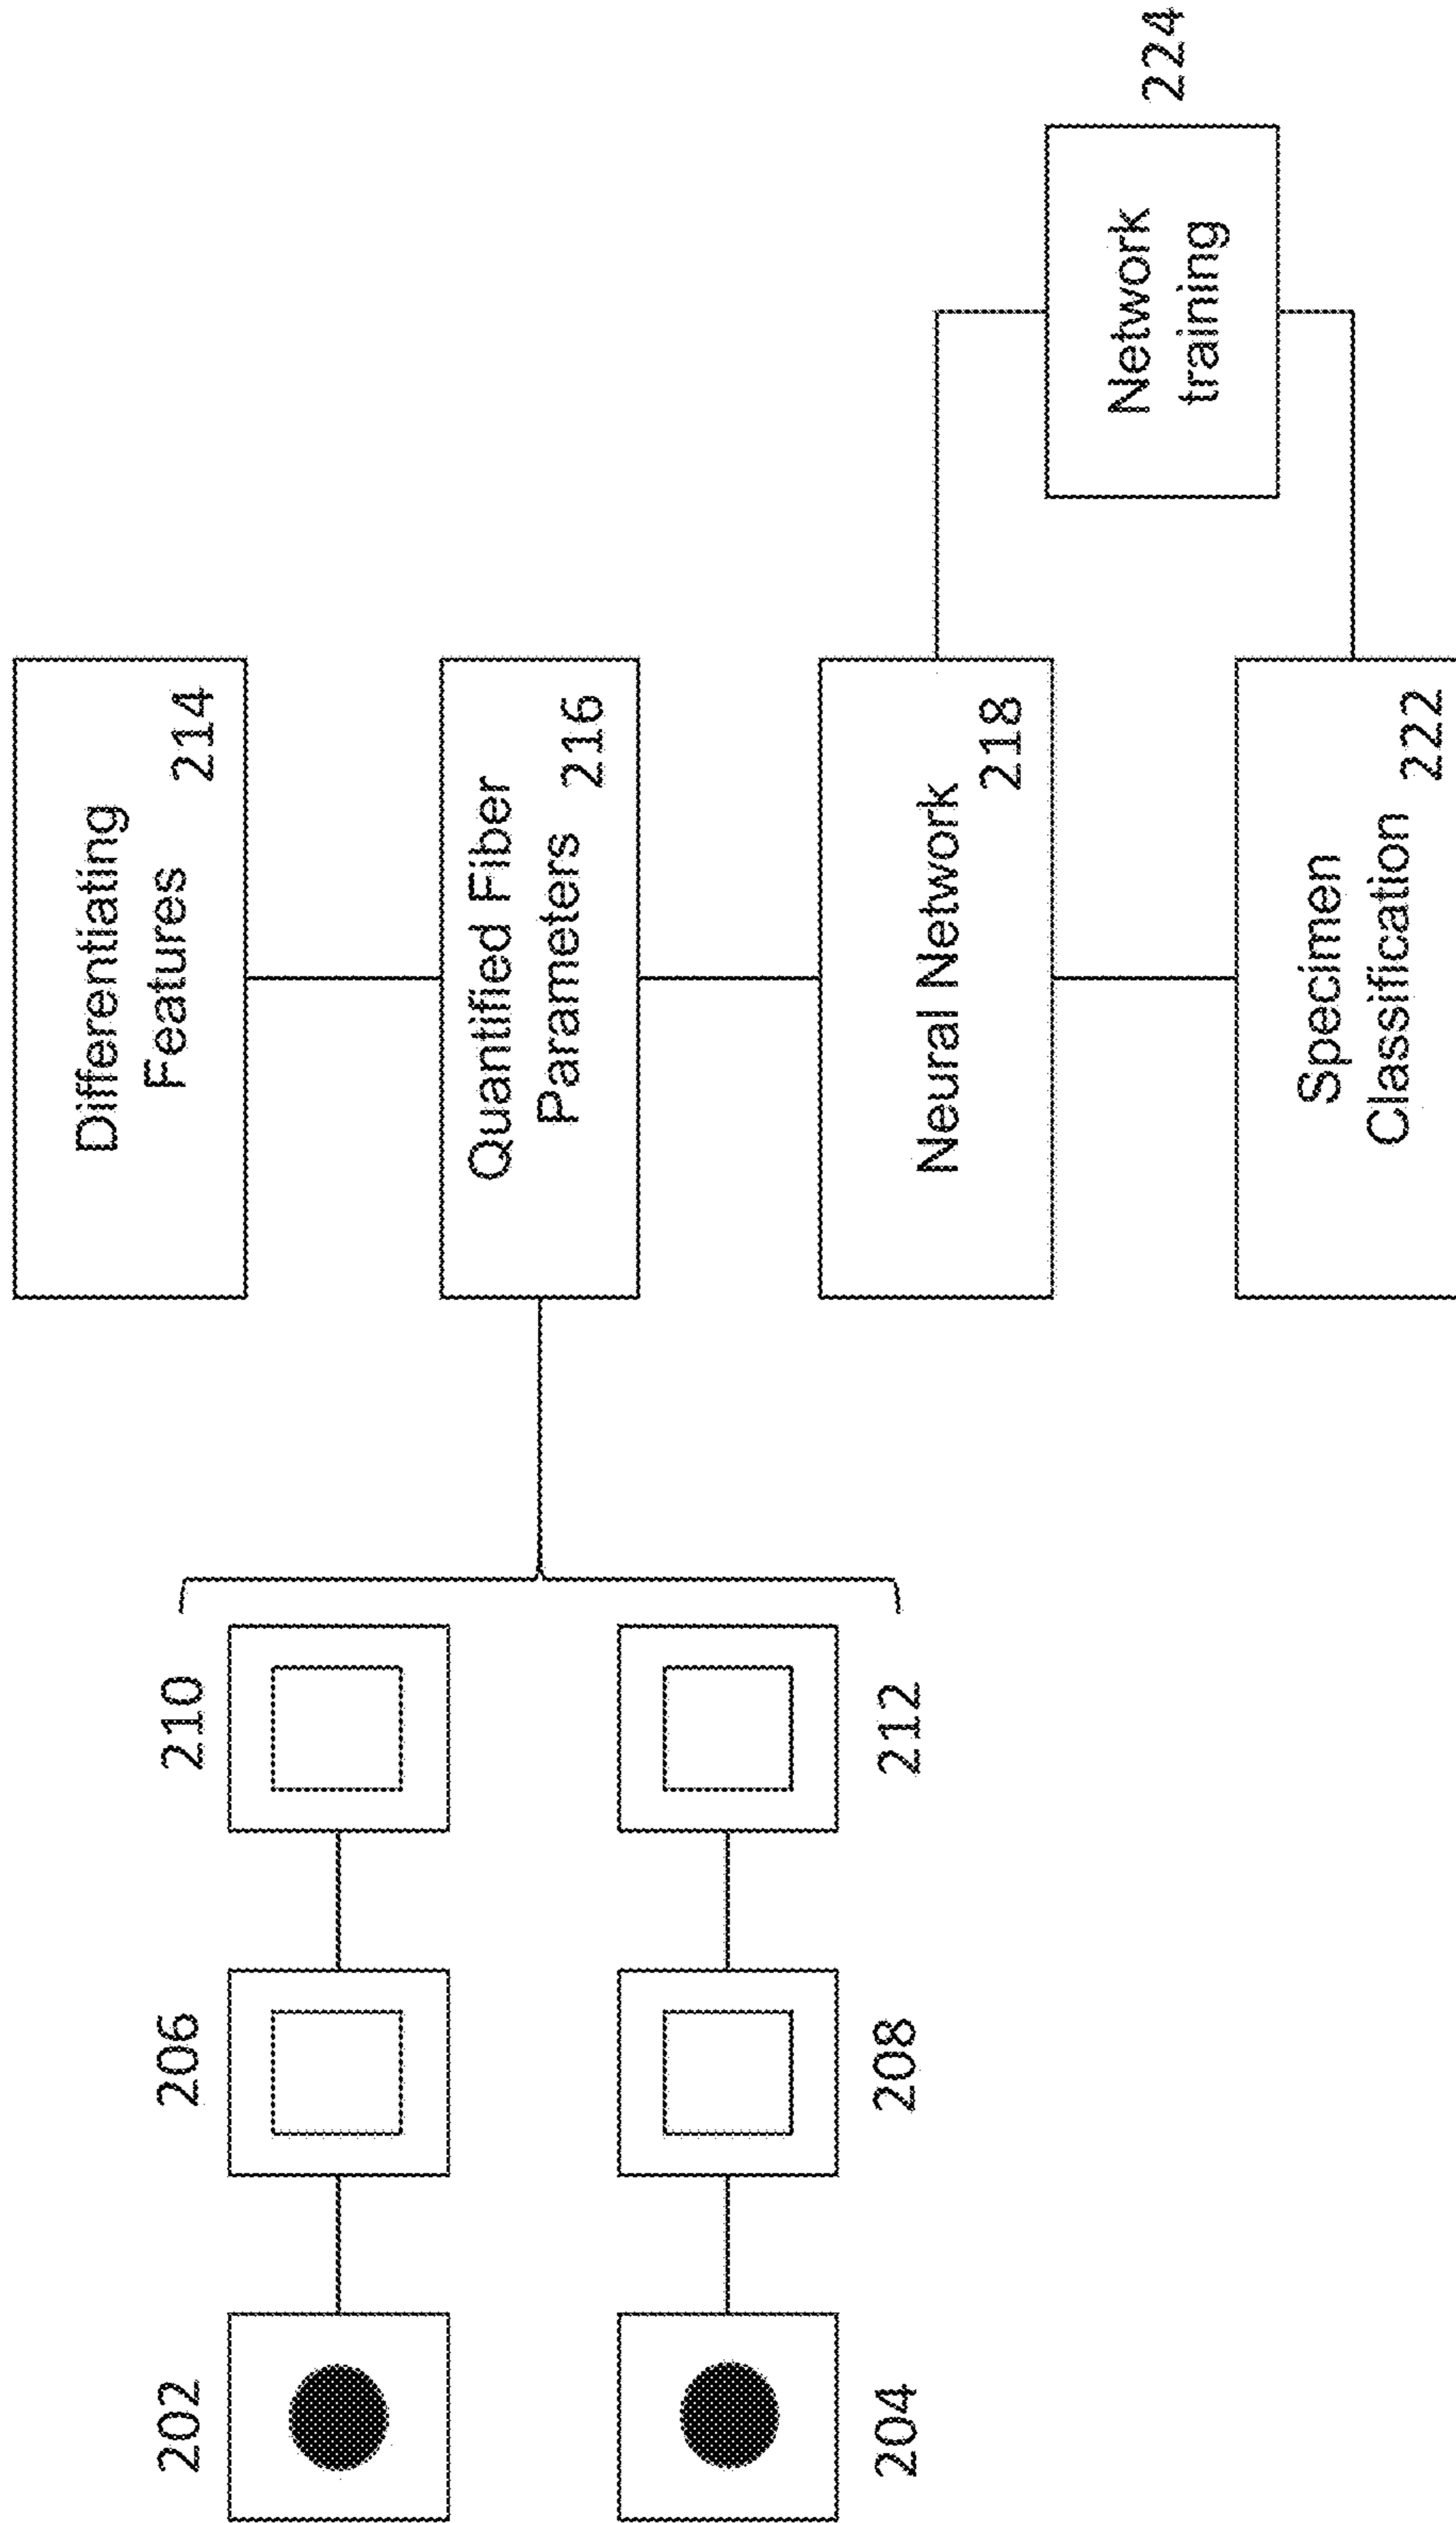 202
206
210
204
208
212
Differentiating
Features 214
Quantified Fiber
Parameters 216
Neural Network
218
Specimen
Classification 222
Network
training
224